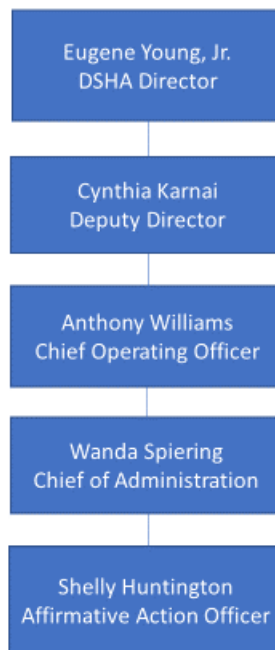 Eugene Young, Jr.
DSHA Director
Cynthia Karnai
Deputy Director
Anthony Williams
Chief Operating Officer
Wanda Spiering
Chief of Administration
Shelly Huntington
Affirmative Action Officer